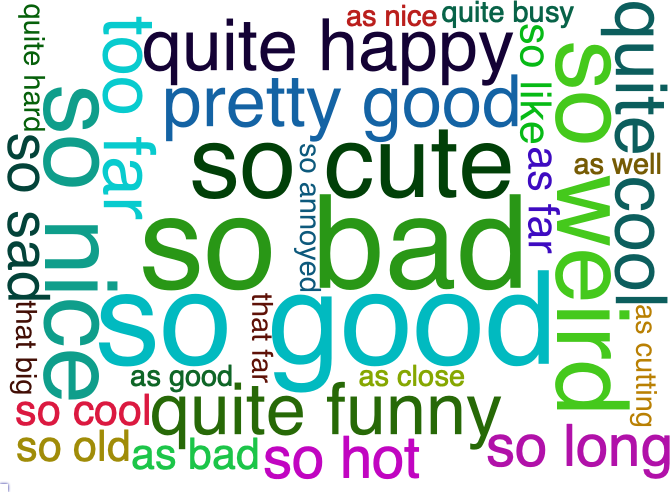 as nice
quite busy
quite hard
too far
quite happy
so like
so weird
quite cool
pretty good
so nice
so sad
so cute
so annoyed
as far
as well
so bad
so good
that big
that far
as cutting
as good
as close
so cool
quite funny
so old
as bad
so hot
so long